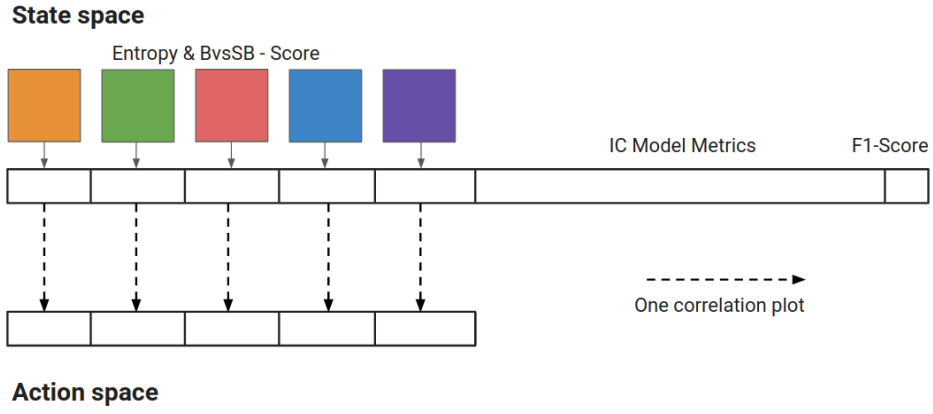 State space
Entropy & BvsSB - Score
IC Model Metrics
F1-Score
One correlation plot
Action space